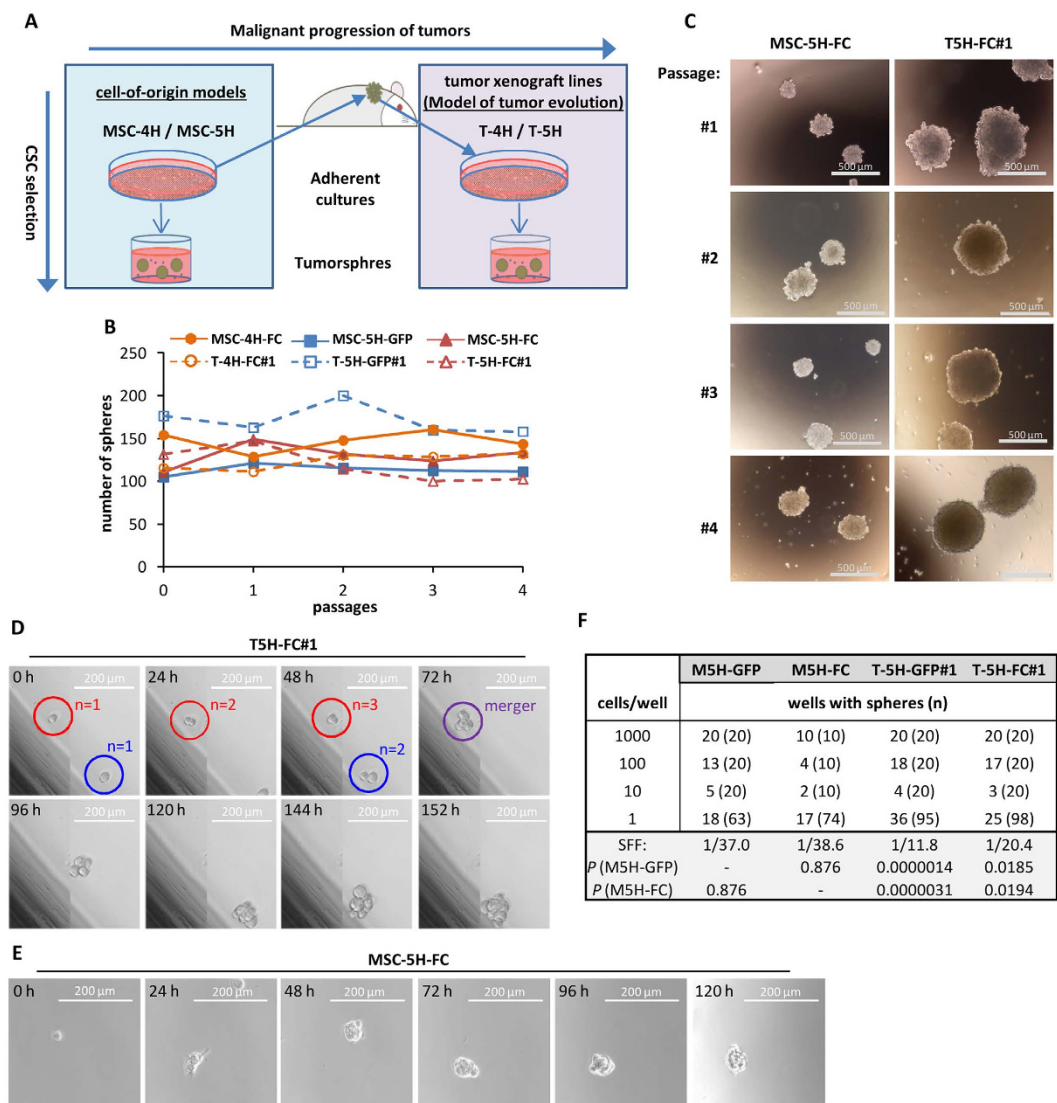 A
Malignant progression of tumors
CSC selection
cell-of-origin models
MSC-4H / MSC-5H
tumor xenograft lines
(Model of tumor evolution)
T-4H / T-5H
Adherent
cultures
Tumorsphres
B
MSC-4H-FC MSC-5H-GFP MSC-5H-FC
T-4H-FC#1 T-5H-GFP#1 T-5H-FC#1
number of spheres
250
200
150
100
50
0
0 1 2 3 4
passages
C
MSC-5H-FC T5H-FC#1
Passage:
#1
500 µm 500 µm
#2
500 µm 500 µm
#3
500 µm 500 µm
#4
500 µm
D
T5H-FC#1
0 h 200 µm 24 h 200 µm 48 h 200 µm 72 h 200 µm
n=1 n=2 n=3 merger
n=1 n=2
96 h 200 µm 120 h 200 µm 144 h 200 µm 152 h 200 µm
E
MSC-5H-FC
0 h 200 µm 24 h 200 µm 48 h 200 µm 72 h 200 µm 96 h 200 µm 120 h 200 µm
F
M5H-GFP M5H-FC T-5H-GFP#1 T-5H-FC#1
cells/well wells with spheres (n)
1000 20 (20) 10 (10) 20 (20) 20 (20)
100 13 (20) 4 (10) 18 (20) 17 (20)
10 5 (20) 2 (10) 4 (20) 3 (20)
1 18 (63) 17 (74) 36 (95) 25 (98)
SFF: 1/37.0 1/38.6 1/11.8 1/20.4
P (M5H-GFP) - 0.876 0.0000014 0.0185
P (M5H-FC) 0.876 - 0.0000031 0.0194